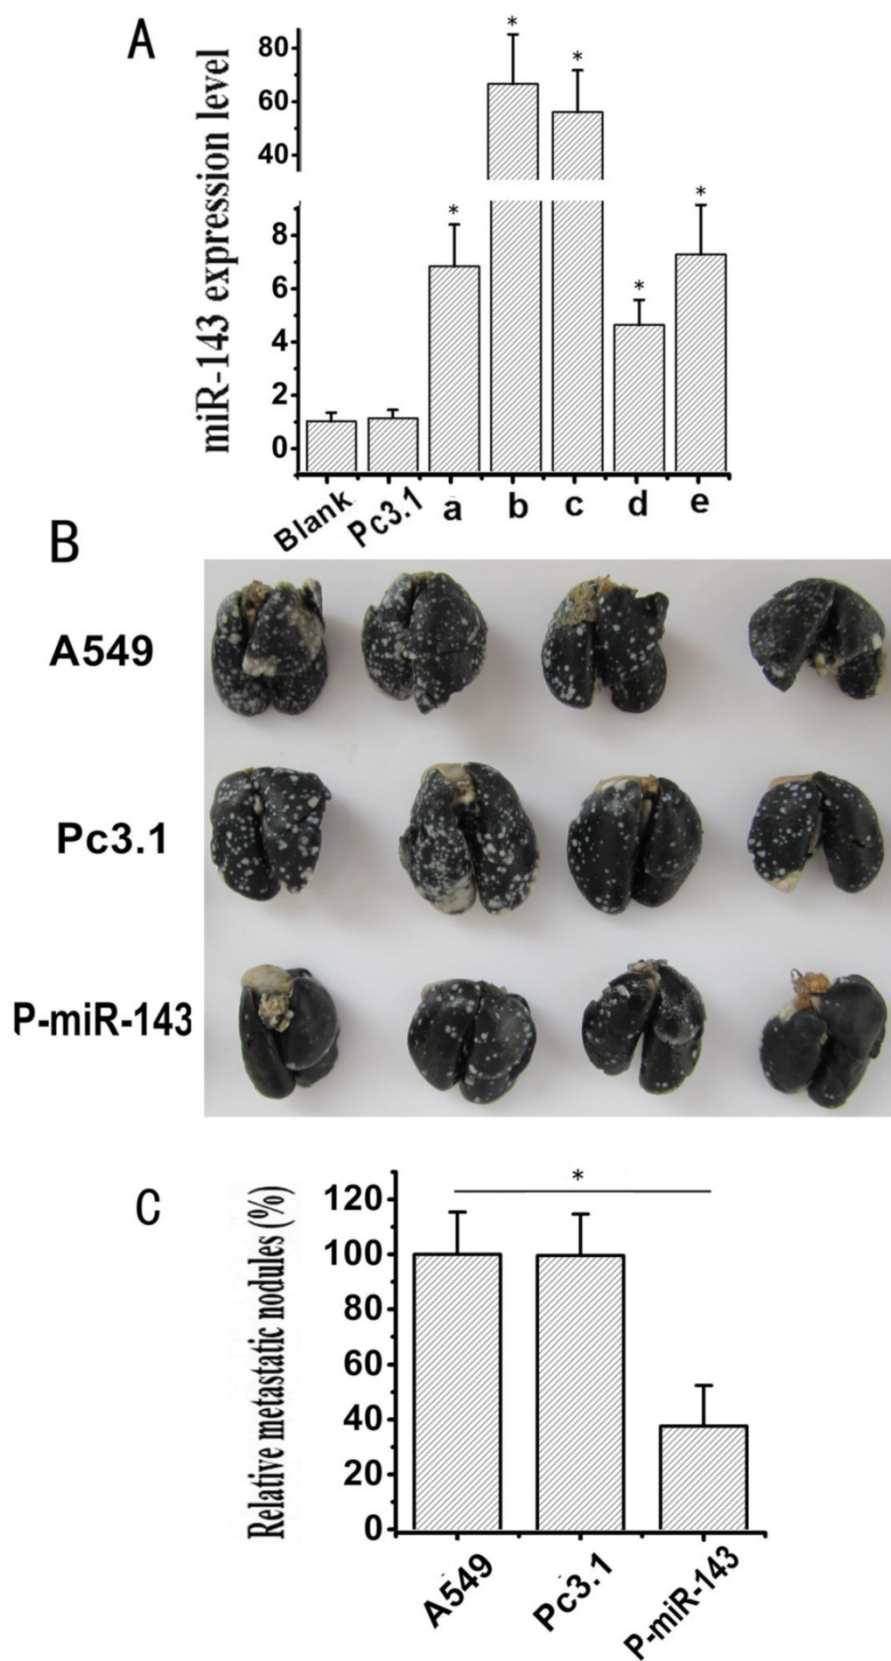 A
miR-143 expression level
80
60
40
8
6
4
2
0
* * * * *
Blank Pc3.1 a b c d e
B
A549
Pc3.1
P-miR-143
C
Relative metastatic nodules (%)
120
100
80
60
40
20
0
*
A549 Pc3.1 P-miR-143